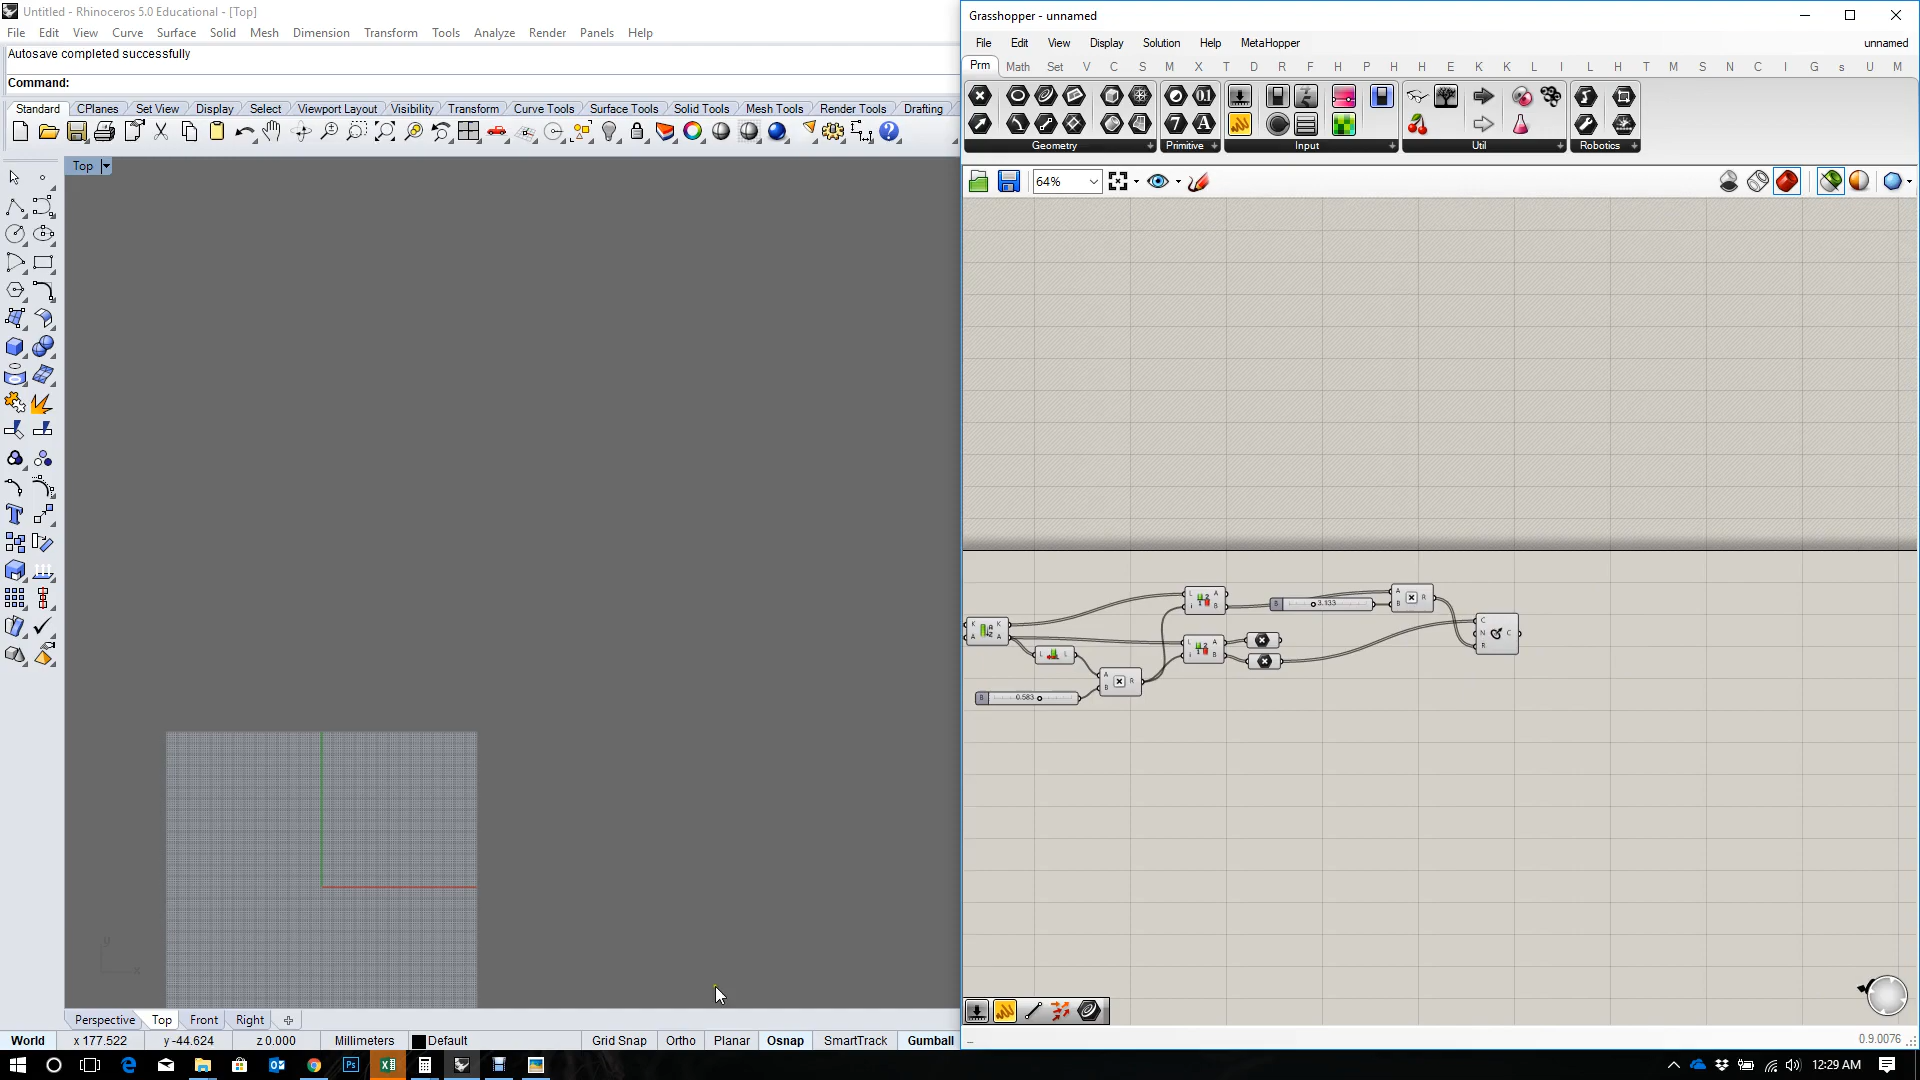 Untitled - Rhinoceros 5.0 Educational - [Top]
File Edit View Curve Surface Solid Mesh Dimension Transform Tools Analyze Render Panels Help
Autosave completed successfully
Command:
Standard CPlanes Set View Display Select Viewport Layout Visibility Transform Curve Tools Surface Tools Solid Tools Mesh Tools Render Tools Drafting
Top
y
x
Perspective Top Front Right
World x 177.522 y -44.624 z 0.000 Millimeters Default Grid Snap Ortho Planar Osnap SmartTrack Gumball
Grasshopper - unnamed
File Edit View Display Solution Help MetaHopper unnamed
Prm Math Set V C S M X T D R F H P H H E K K L I L H T M S N C I G s U M
Geometry Primitive Input Util Robotics
64%
L A
i B
B 3.133
A R
B
K K
A A
L L
L A
i B
C
N C
R
A R
B
B 0.583
0.9.0076
12:29 AM